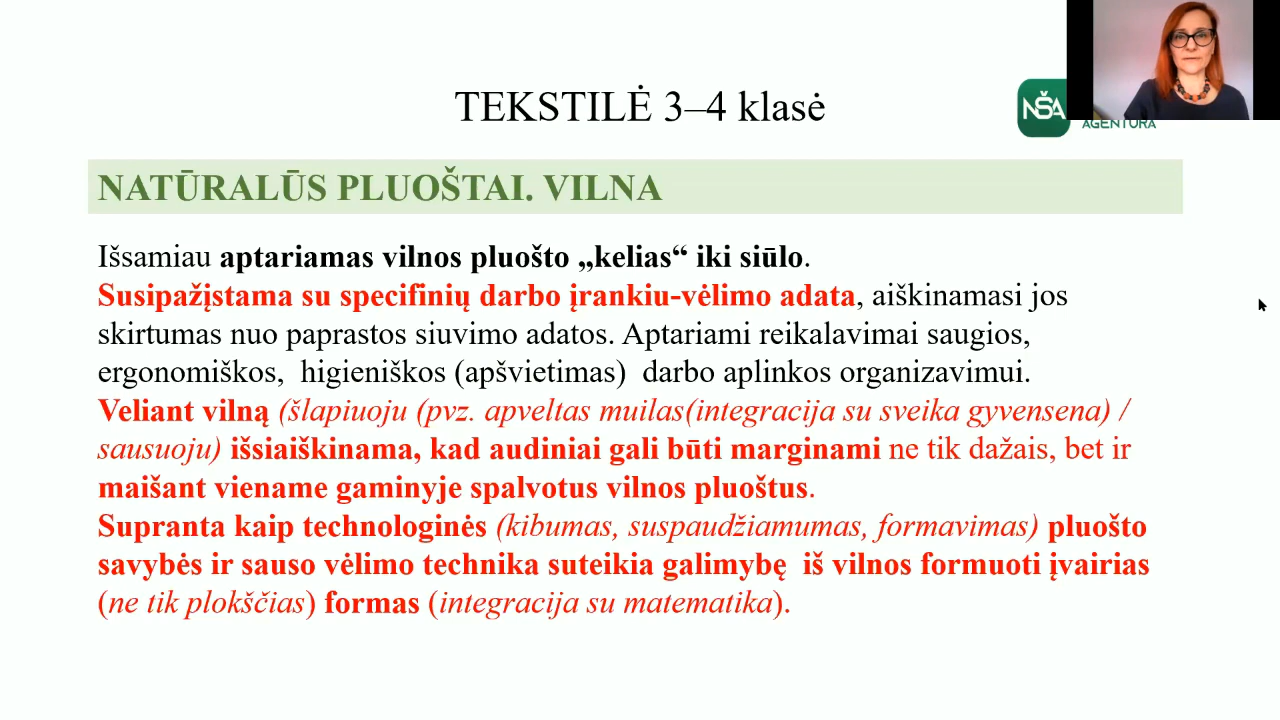 TEKSTILĖ 3–4 klasė
NŠA
AGENTŪRA
NATŪRALŪS PLUOŠTAI. VILNA
Išsamiau aptariamas vilnos pluošto „kelias“ iki siūlo.
Susipažįstama su specifinių darbo įrankiu-vėlimo adata, aiškinamasi jos
skirtumas nuo paprastos siuvimo adatos. Aptariami reikalavimai saugios,
ergonomiškos, higieniškos (apšvietimas) darbo aplinkos organizavimui.
Veliant vilną (šlapiuoju (pvz. apveltas muilas(integracija su sveika gyvensena) /
sausuoju) išsiaiškinama, kad audiniai gali būti marginami ne tik dažais, bet ir
maišant viename gaminyje spalvotus vilnos pluoštus.
Supranta kaip technologinės (kibumas, suspaudžiamumas, formavimas) pluošto
savybės ir sauso vėlimo technika suteikia galimybę iš vilnos formuoti įvairias
(ne tik plokščias) formas (integracija su matematika).